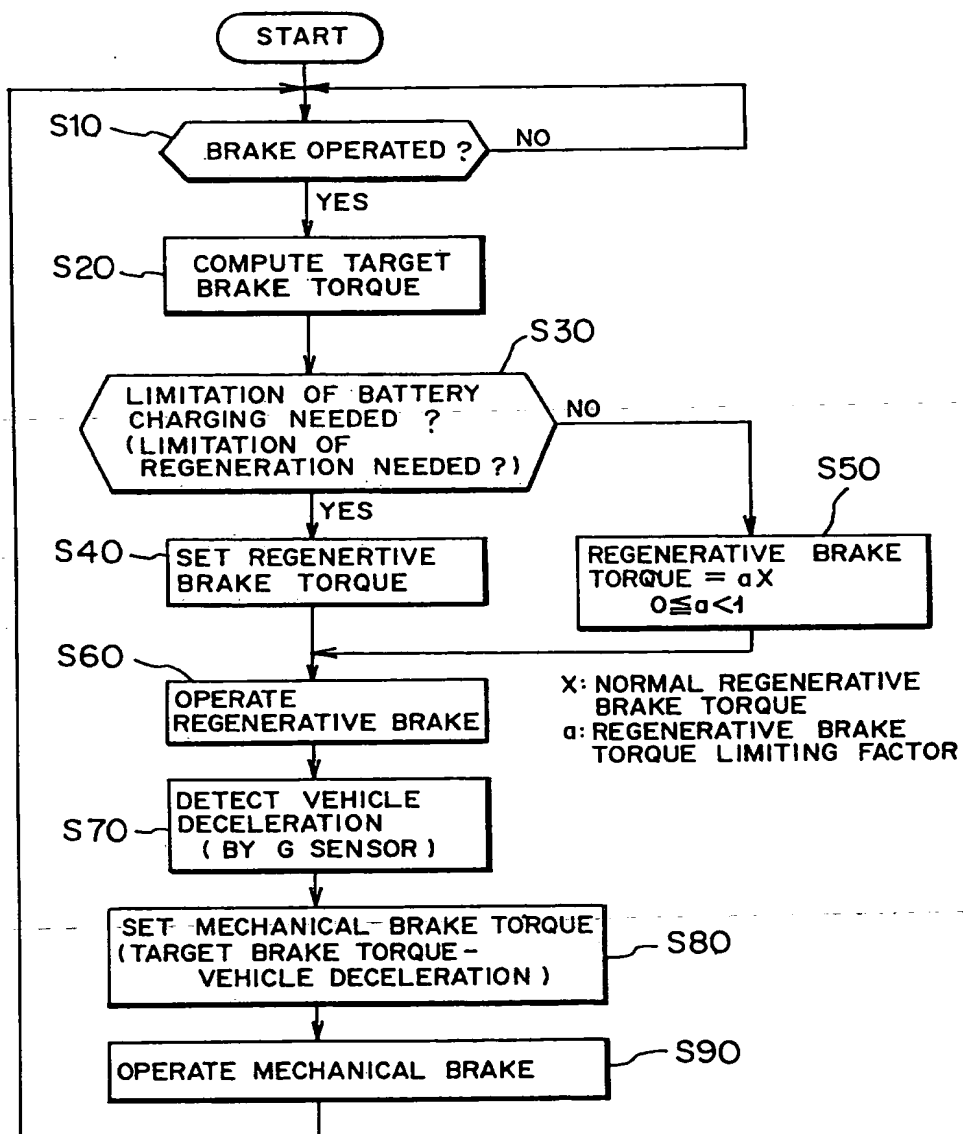 START
S10
BRAKE OPERATED ?
NO
YES
S20
COMPUTE TARGET
BRAKE TORQUE
S30
LIMITATION OF BATTERY
CHARGING NEEDED ?
(LIMITATION OF
REGENERATION NEEDED ?)
NO
YES
S40
SET REGENERTIVE
BRAKE TORQUE
S50
REGENERATIVE BRAKE
TORQUE = aX
0≦a<1
X: NORMAL REGENERATIVE
BRAKE TORQUE
a: REGENERATIVE BRAKE
TORQUE LIMITING FACTOR
S60
OPERATE
REGENERATIVE BRAKE
S70
DETECT VEHICLE
DECELERATION
( BY G SENSOR )
SET MECHANICAL BRAKE TORQUE
(TARGET BRAKE TORQUE-
VEHICLE DECELERATION )
S80
OPERATE MECHANICAL BRAKE
S90